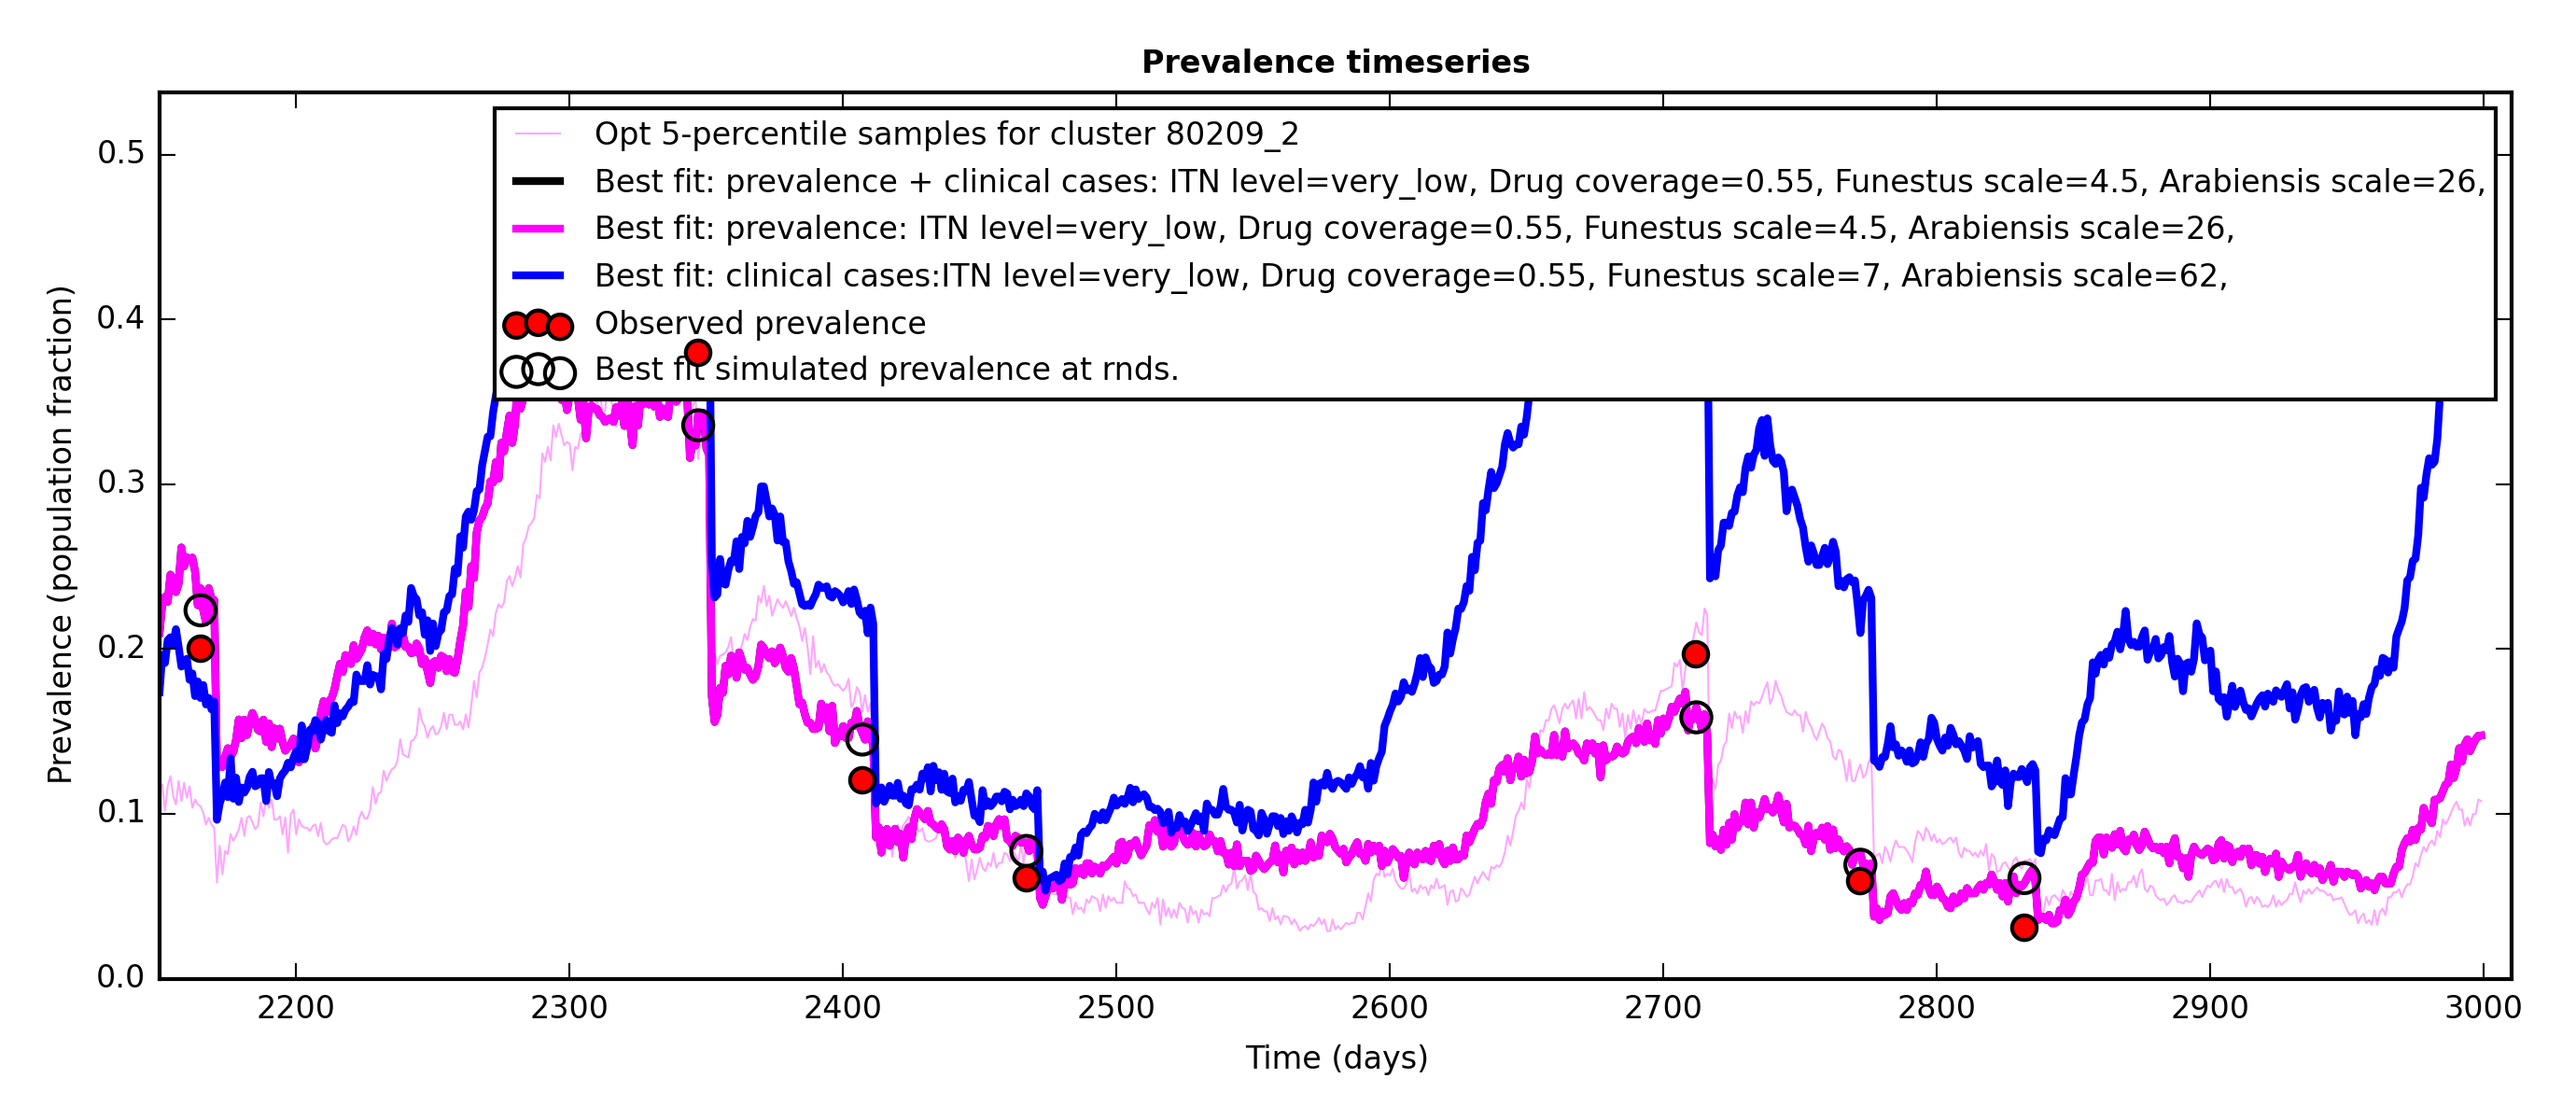 Prevalence timeseries
Opt 5-percentile samples for cluster 80209_2
Best fit: prevalence + clinical cases: ITN level=very_low, Drug coverage=0.55, Funestus scale=4.5, Arabiensis scale=26,
Best fit: prevalence: ITN level=very_low, Drug coverage=0.55, Funestus scale=4.5, Arabiensis scale=26,
Best fit: clinical cases:ITN level=very_low, Drug coverage=0.55, Funestus scale=7, Arabiensis scale=62,
Observed prevalence
Best fit simulated prevalence at rnds.
Prevalence (population fraction)
0.5
0.4
0.3
0.2
0.1
0.0
2200 2300 2400 2500 2600 2700 2800 2900 3000
Time (days)